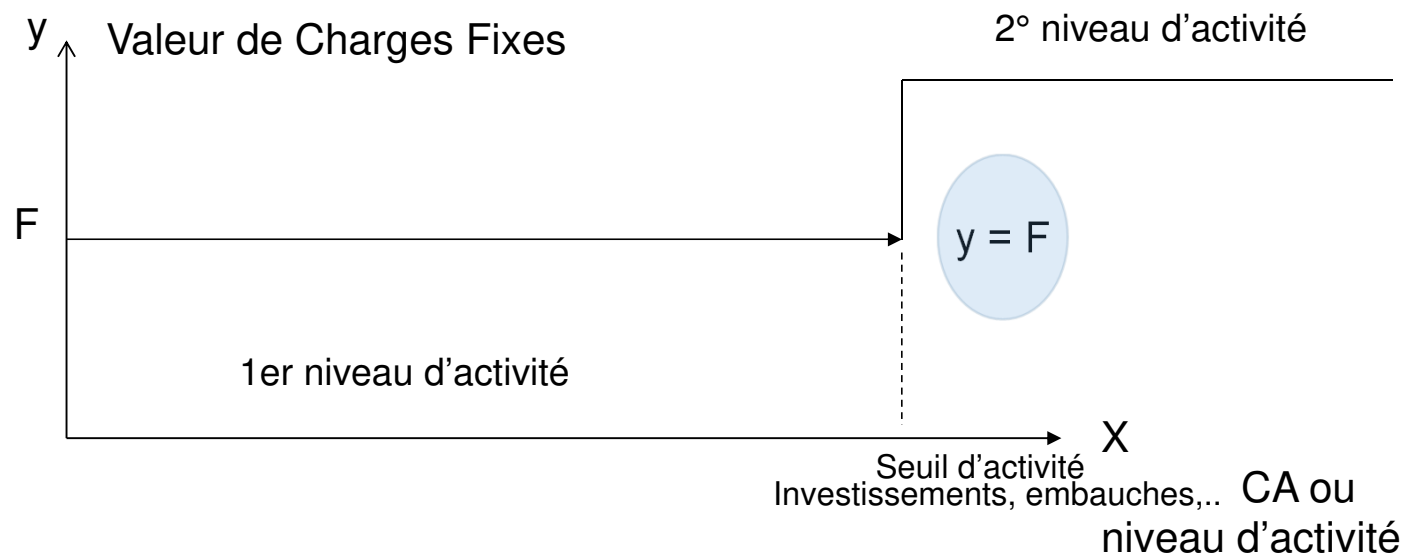 y
Valeur de Charges Fixes
2° niveau d’activité
F
y = F
1er niveau d’activité
X
Seuil d’activité
Investissements, embauches,..
CA ou
niveau d’activité